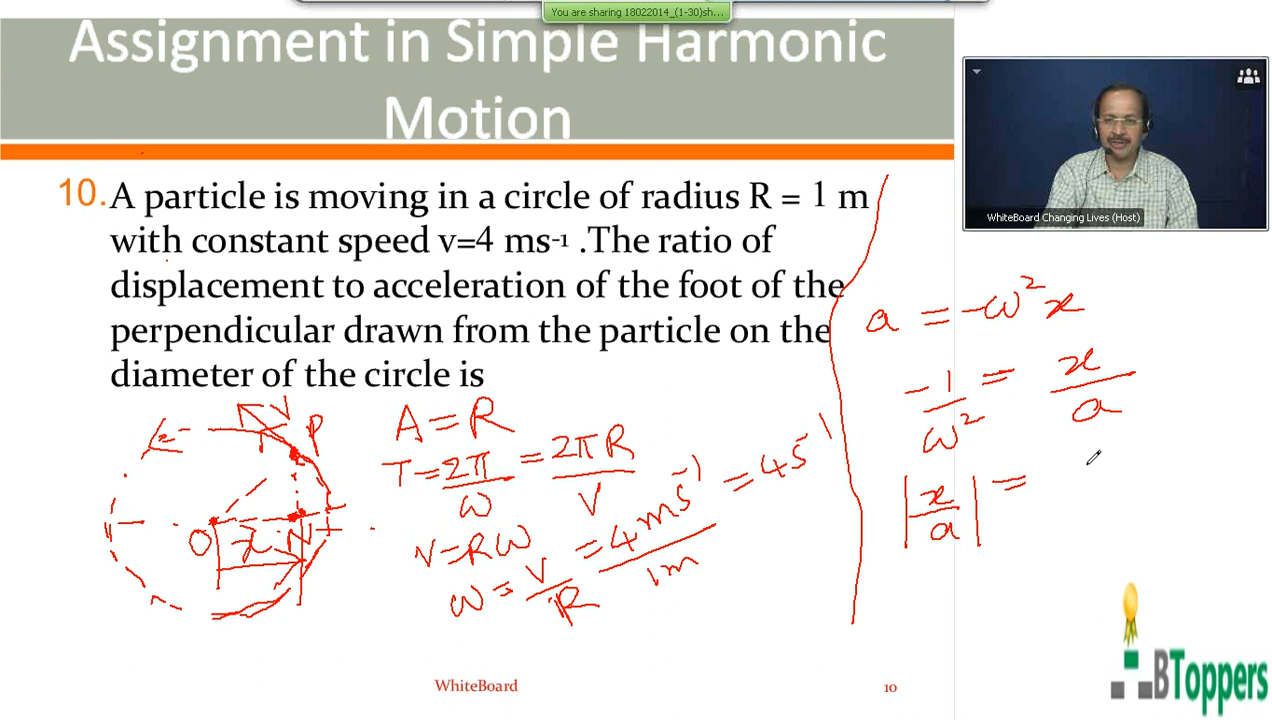 You are sharing 18022014_(1-30)sh...
Assignment in Simple Harmonic
Motion
WhiteBoard Changing Lives (Host)
10. A particle is moving in a circle of radius R = 1 m
with constant speed v=4 ms-1 .The ratio of
displacement to acceleration of the foot of the
perpendicular drawn from the particle on the
diameter of the circle is
V
P
O
x
N
A = R
T = 2π/ω = 2πR/V
V = Rω
ω = V/R = 4ms⁻¹/1m = 4s⁻¹
a = -ω²x
-1/ω² = x/a
|x/a| =
WhiteBoard
10
BToppers